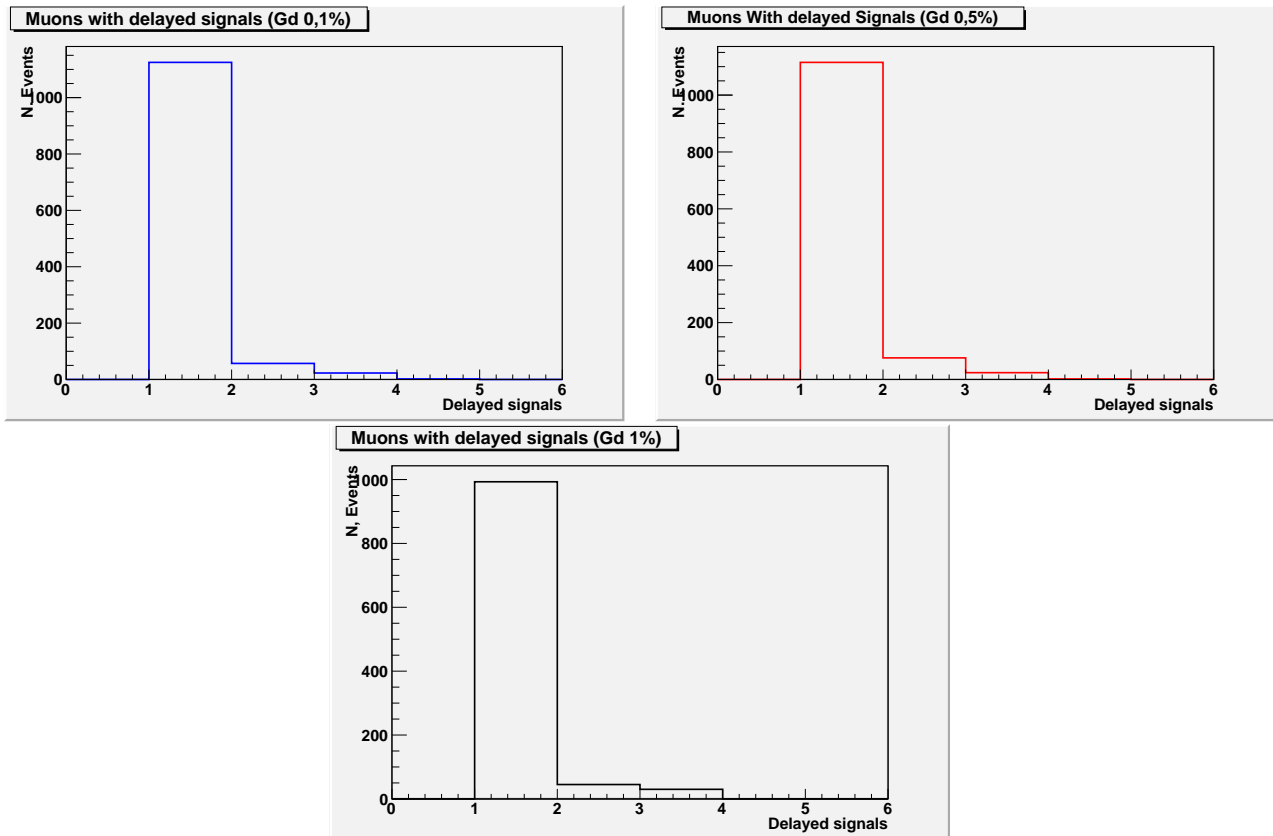 Muons with delayed signals (Gd 0,1%)
N. Events
1000
800
600
400
200
0
0 1 2 3 4 5 6
Delayed signals
Muons With delayed Signals (Gd 0,5%)
N. Events
1000
800
600
400
200
0
0 1 2 3 4 5 6
Delayed signals
Muons with delayed signals (Gd 1%)
N, Events
1000
800
600
400
200
0
0 1 2 3 4 5 6
Delayed signals